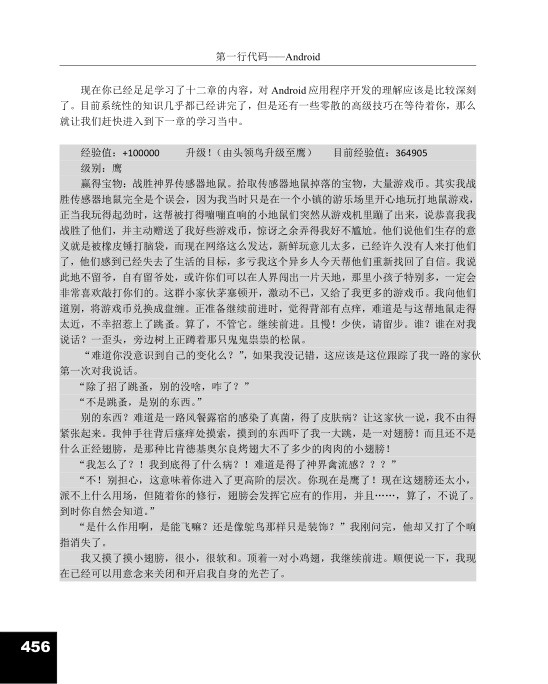 第一行代码——Android
现在你已经足足学习了十二章的内容，对 Android 应用程序开发的理解应该是比较深刻
了。目前系统性的知识几乎都已经讲完了，但是还有一些零散的高级技巧在等待着你，那么
就让我们赶快进入到下一章的学习当中。
经验值：+100000 升级！（由头领鸟升级至鹰） 目前经验值：364905
级别：鹰
赢得宝物：战胜神界传感器地鼠。拾取传感器地鼠掉落的宝物，大量游戏币。其实我战
胜传感器地鼠完全是个误会，因为我当时只是在一个小镇的游乐场里开心地玩打地鼠游戏，
正当我玩得起劲时，这帮被打得嘣嘣直响的小地鼠们突然从游戏机里蹦了出来，说恭喜我我
战胜了他们，并主动赠送了我好些游戏币，惊讶之余弄得我好不尴尬。他们说他们生存的意
义就是被橡皮锤打脑袋，而现在网络这么发达，新鲜玩意儿太多，已经许久没有人来打他们
了，他们感到已经失去了生活的目标，多亏我这个异乡人今天帮他们重新找回了自信。我说
此地不留爷，自有留爷处，或许你们可以在人界闯出一片天地，那里小孩子特别多，一定会
非常喜欢敲打你们的。这群小家伙茅塞顿开，激动不已，又给了我更多的游戏币。我向他们
道别，将游戏币兑换成盘缠。正准备继续前进时，觉得背部有点痒，难道是与这帮地鼠走得
太近，不幸招惹上了跳蚤。算了，不管它。继续前进。且慢！少侠，请留步。谁？谁在对我
说话？一歪头，旁边树上正蹲着那只鬼鬼祟祟的松鼠。
“难道你没意识到自己的变化么？”，如果我没记错，这应该是这位跟踪了我一路的家伙
第一次对我说话。
“除了招了跳蚤，别的没啥，咋了？”
“不是跳蚤，是别的东西。”
别的东西？难道是一路风餐露宿的感染了真菌，得了皮肤病？让这家伙一说，我不由得
紧张起来。我伸手往背后瘙痒处摸索，摸到的东西吓了我一大跳，是一对翅膀！而且还不是
什么正经翅膀，是那种比肯德基奥尔良烤翅大不了多少的肉肉的小翅膀！
“我怎么了？！我到底得了什么病？！难道是得了神界禽流感？？？”
“不！别担心，这意味着你进入了更高阶的层次。你现在是鹰了！现在这翅膀还太小，
派不上什么用场，但随着你的修行，翅膀会发挥它应有的作用，并且……，算了，不说了。
到时你自然会知道。”
“是什么作用啊，是能飞嘛？还是像鸵鸟那样只是装饰？”我刚问完，他却又打了个响
指消失了。
我又摸了摸小翅膀，很小，很软和。顶着一对小鸡翅，我继续前进。顺便说一下，我现
在已经可以用意念来关闭和开启我自身的光芒了。
456